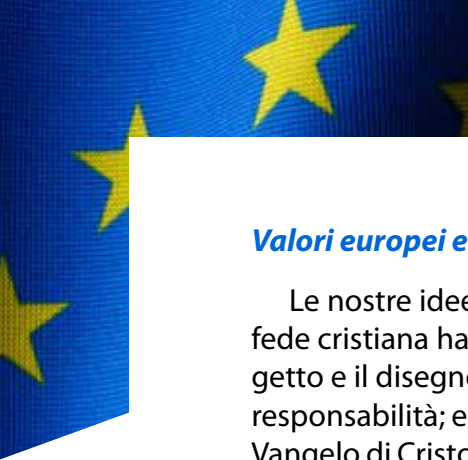 Valori europei e
Le nostre idee
fede cristiana ha
getto e il disegno
responsabilità; e
Vangelo di Cristo